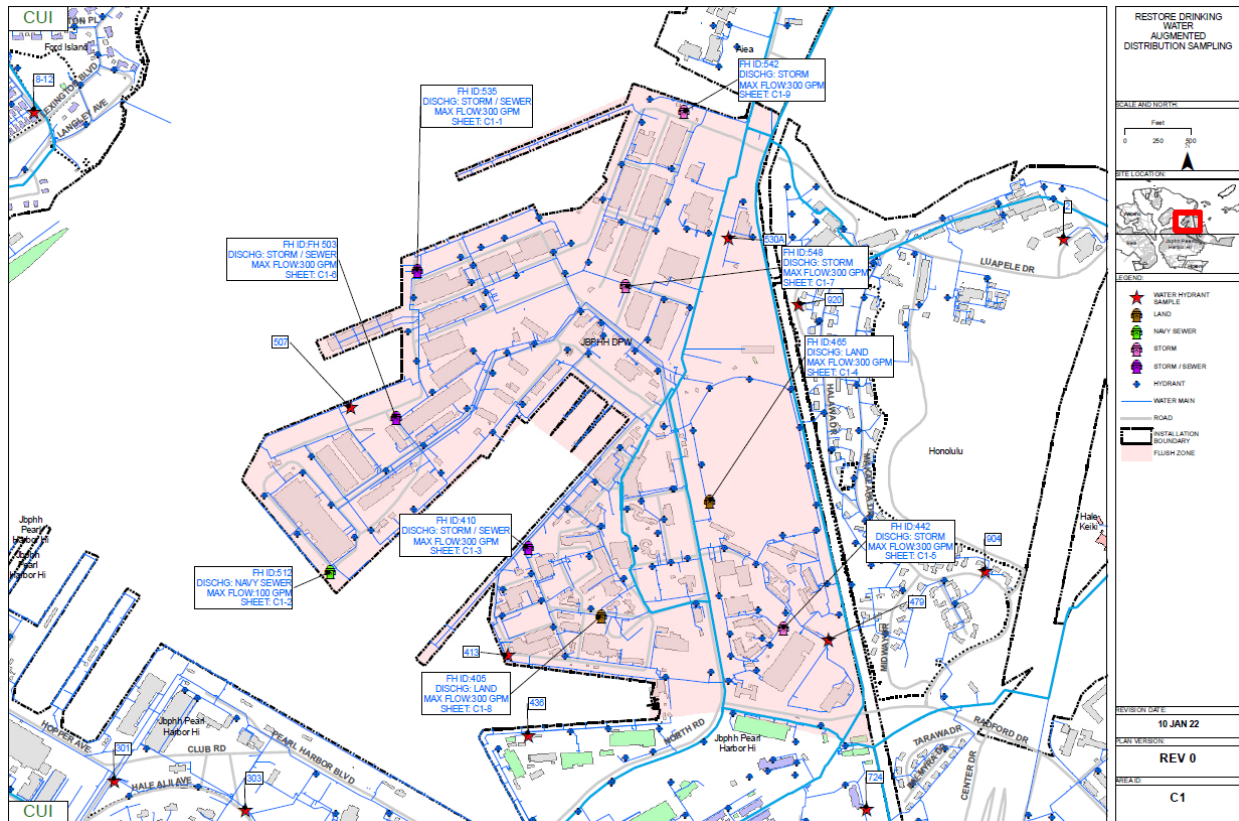 CUI
Ford Island
LEXINGTON BLVD
LANGLEY AVE
8-12
Aiea
FH ID:542
DISCHG: STORM
MAX FLOW:300 GPM
SHEET: C1-9
FH ID:535
DISCHG: STORM / SEWER
MAX FLOW:300 GPM
SHEET: C1-1
2
530A
LUAPELE DR
FH ID:FH 503
DISCHG: STORM / SEWER
MAX FLOW:300 GPM
SHEET: C1-6
FH ID:548
DISCHG: STORM
MAX FLOW:300 GPM
SHEET: C1-7
920
507
JBPHH DPW
FH ID:465
DISCHG: LAND
MAX FLOW:300 GPM
SHEET: C1-4
HALAWA DR
Honolulu
Jbphh
Pearl
Harbor Hi
Jbphh
Pearl
Harbor Hi
FH ID:410
DISCHG: STORM / SEWER
MAX FLOW:300 GPM
SHEET: C1-3
FH ID:442
DISCHG: STORM
MAX FLOW:300 GPM
SHEET: C1-5
Hale
Keiki
904
FH ID:512
DISCHG: NAVY SEWER
MAX FLOW:100 GPM
SHEET: C1-2
479
413
MIDWAY DR
FH ID:405
DISCHG: LAND
MAX FLOW:300 GPM
SHEET: C1-8
436
NORTH RD
Jbphh Pearl
Harbor Hi
RADFORD DR
TARAWA DR
CENTER DR
Jbphh Pearl
Harbor Hi
HOPPER AVE
CLUB RD
PEARL HARBOR BLVD
301
HALE ALII AVE
303
724
CUI
RESTORE DRINKING
WATER
AUGMENTED
DISTRIBUTION SAMPLING
SCALE AND NORTH:
Feet
0 250 500
SITE LOCATION:
LEGEND:
WATER HYDRANT
SAMPLE
LAND
NAVY SEWER
STORM
STORM / SEWER
HYDRANT
WATER MAIN
ROAD
INSTALLATION
BOUNDARY
FLUSH ZONE
REVISION DATE:
10 JAN 22
PLAN VERSION:
REV 0
AREA ID:
C1